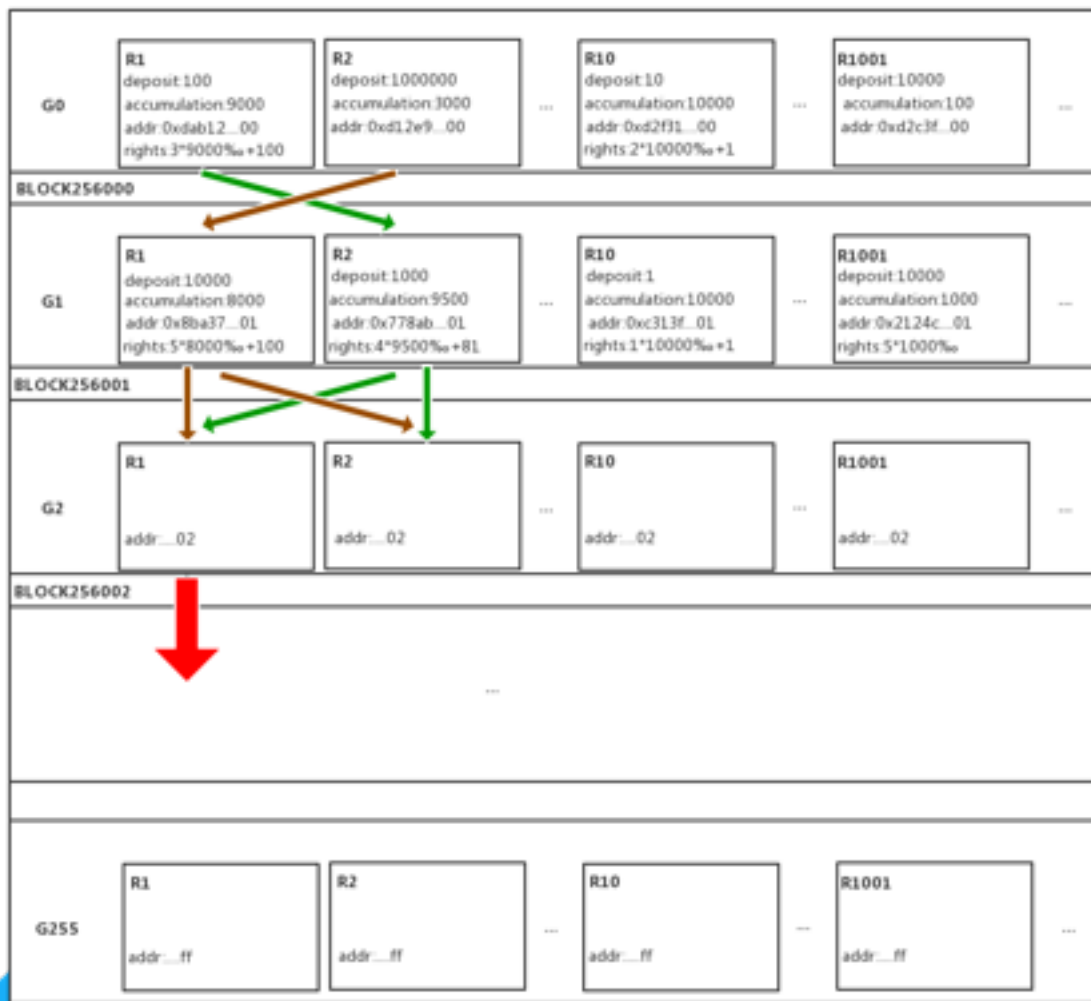 R1
deposit:100
accumulation:9000
addr:0xdab12...00
rights:3*9000‱+100
R2
deposit:1000000
accumulation:3000
addr:0xd12e9...00
...
R10
deposit:10
accumulation:10000
addr:0xd2f31...00
rights:2*10000‱+1
...
R1001
deposit:10000
accumulation:100
addr:0xd2c3f...00
...
G0
BLOCK256000
R1
deposit:10000
accumulation:8000
addr:0x8ba37...01
rights:5*8000‱+100
R2
deposit:1000
accumulation:9500
addr:0x778ab...01
rights:4*9500‱+81
...
R10
deposit:1
accumulation:10000
addr:0xc313f...01
rights:1*10000‱+1
...
R1001
deposit:10000
accumulation:1000
addr:0x2124c...01
rights:5*1000‱
...
G1
BLOCK256001
R1
addr:...02
R2
addr:...02
...
R10
addr:...02
...
R1001
addr:...02
...
G2
BLOCK256002
...
R1
addr:...ff
R2
addr:...ff
...
R10
addr:...ff
...
R1001
addr:...ff
...
G255